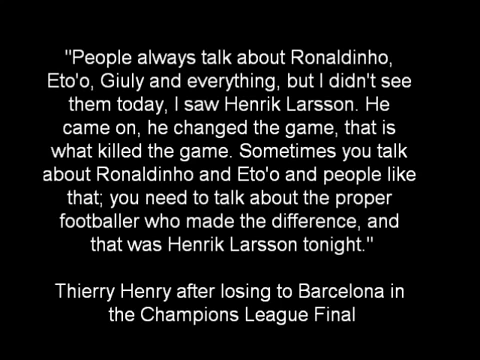 "People always talk about Ronaldinho,
Eto'o, Giuly and everything, but I didn't see
them today, I saw Henrik Larsson. He
came on, he changed the game, that is
what killed the game. Sometimes you talk
about Ronaldinho and Eto'o and people like
that; you need to talk about the proper
footballer who made the difference, and
that was Henrik Larsson tonight."
Thierry Henry after losing to Barcelona in
the Champions League Final